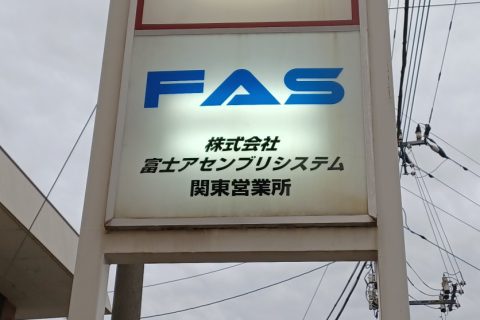 FAS
株式会社
富士アセンブリシステム
関東営業所